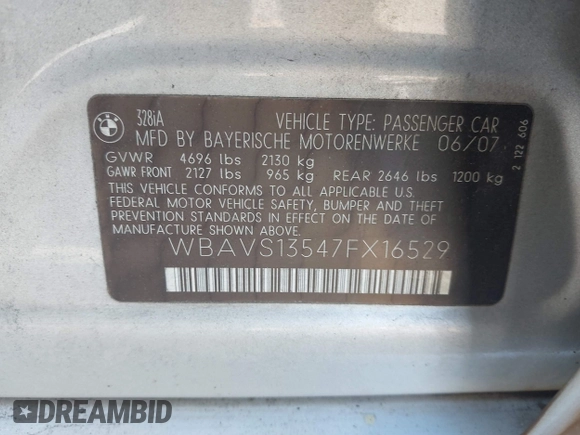 BMW
328iA
VEHICLE TYPE: PASSENGER CAR
MFD BY BAYERISCHE MOTORENWERKE 06/07
GVWR 4696 lbs 2130 kg
GAWR FRONT 2127 lbs 965 kg REAR 2646 lbs 1200 kg
THIS VEHICLE CONFORMS TO ALL APPLICABLE U.S.
FEDERAL MOTOR VEHICLE SAFETY, BUMPER AND THEFT
PREVENTION STANDARDS IN EFFECT ON THE DATE OF
MANUFACTURE SHOWN ABOVE.
WBAVS13547FX16529
2 122 606
DREAMBID